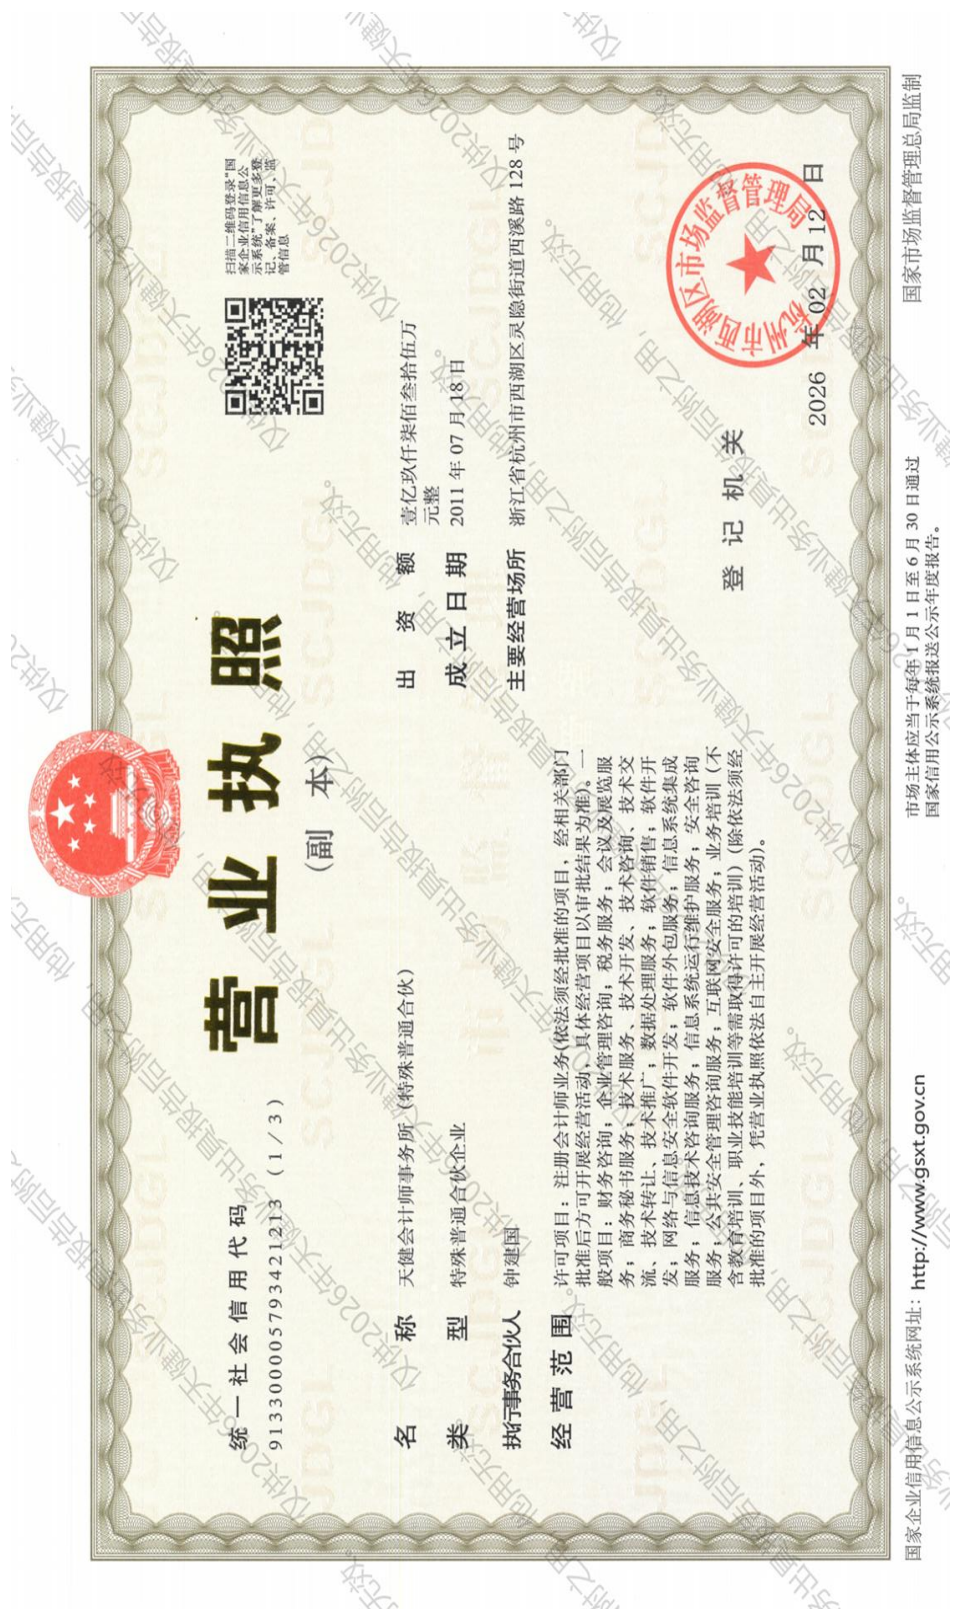 统一社会信用代码
913300005793421213 (1/3)
营业执照
(副 本)
扫描二维码登录“国
家企业信用信息公
示系统”了解更多登
记、备案、许可、监
管信息
名 称 天健会计师事务所(特殊普通合伙)
类 型 特殊普通合伙企业
执行事务合伙人 钟建国
经营范围 许可项目:注册会计师业务(依法须经批准的项目,经相关部门
批准后方可开展经营活动,具体经营项目以审批结果为准)。一
般项目:财务咨询;企业管理咨询;税务服务;会议及展览服
务;商务秘书服务;技术服务、技术开发、技术咨询、技术交
流、技术转让、技术推广;数据处理服务;软件销售;软件开
发;网络与信息安全软件开发;软件外包服务;信息系统集成
服务;信息技术咨询服务;信息系统运行维护服务;安全咨询
服务;公共安全管理咨询服务;互联网安全服务;业务培训(不
含教育培训、职业技能培训等需取得许可的培训)(除依法须经
批准的项目外,凭营业执照依法自主开展经营活动)。
出 资 额 壹亿玖仟柒佰叁拾伍万
元整
成立日期 2011年07月18日
主要经营场所 浙江省杭州市西湖区灵隐街道西溪路128号
登记机关
杭州市西湖区市场监督管理局
2026 年 02 月 12 日
国家企业信用信息公示系统网址:http://www.gsxt.gov.cn
市场主体应当于每年1月1日至6月30日通过
国家信用公示系统报送公示年度报告。
国家市场监督管理总局监制
仅供2026年天健业务出具报告后附之用,他用无效。